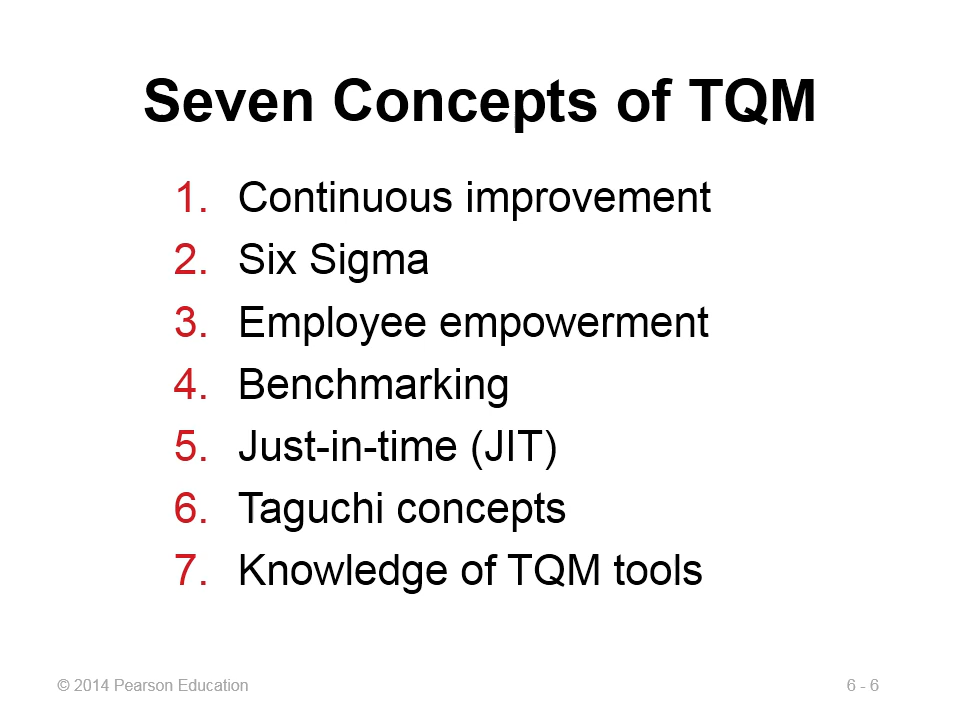 Seven Concepts of TQM
1. Continuous improvement
2. Six Sigma
3. Employee empowerment
4. Benchmarking
5. Just-in-time (JIT)
6. Taguchi concepts
7. Knowledge of TQM tools
© 2014 Pearson Education
6 - 6